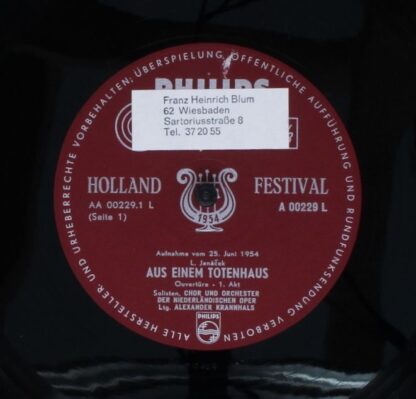 ALLE HERSTELLER- UND URHEBERRECHTE VORBEHALTEN; ÜBERSPIELUNG, ÖFFENTLICHE AUFFÜHRUNG UND RUNDFUNKSENDUNG VERBOTEN
PHILIPS
Franz Heinrich Blum
62 Wiesbaden
Sartoriusstraße 8
Tel. 37 20 55
HOLLAND FESTIVAL
AA 00229.1 L
(Seite 1)
A 00229 L
1954
Aufnahme vom 25. Juni 1954
L. Janáček
AUS EINEM TOTENHAUS
Ouvertüre - 1. Akt
Solisten, CHOR UND ORCHESTER
DER NIEDERLÄNDISCHEN OPER
Ltg. ALEXANDER KRANNHALS
PHILIPS